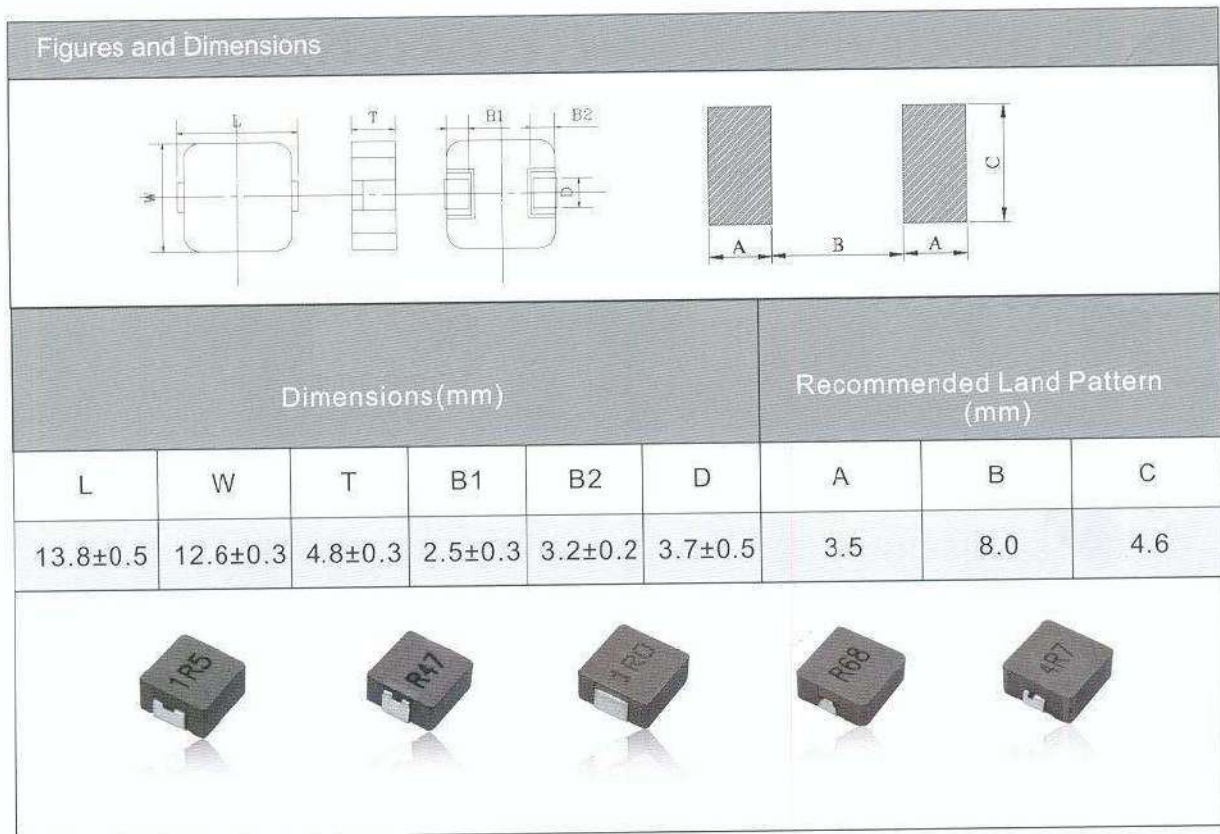 Figures and Dimensions
L T B1 B2
W D C
A B A
Dimensions(mm)
Recommended Land Pattern
(mm)
L W T B1 B2 D A B C
13.8±0.5 12.6±0.3 4.8±0.3 2.5±0.3 3.2±0.2 3.7±0.5 3.5 8.0 4.6
1R5 R47 1R0 R68 4R7